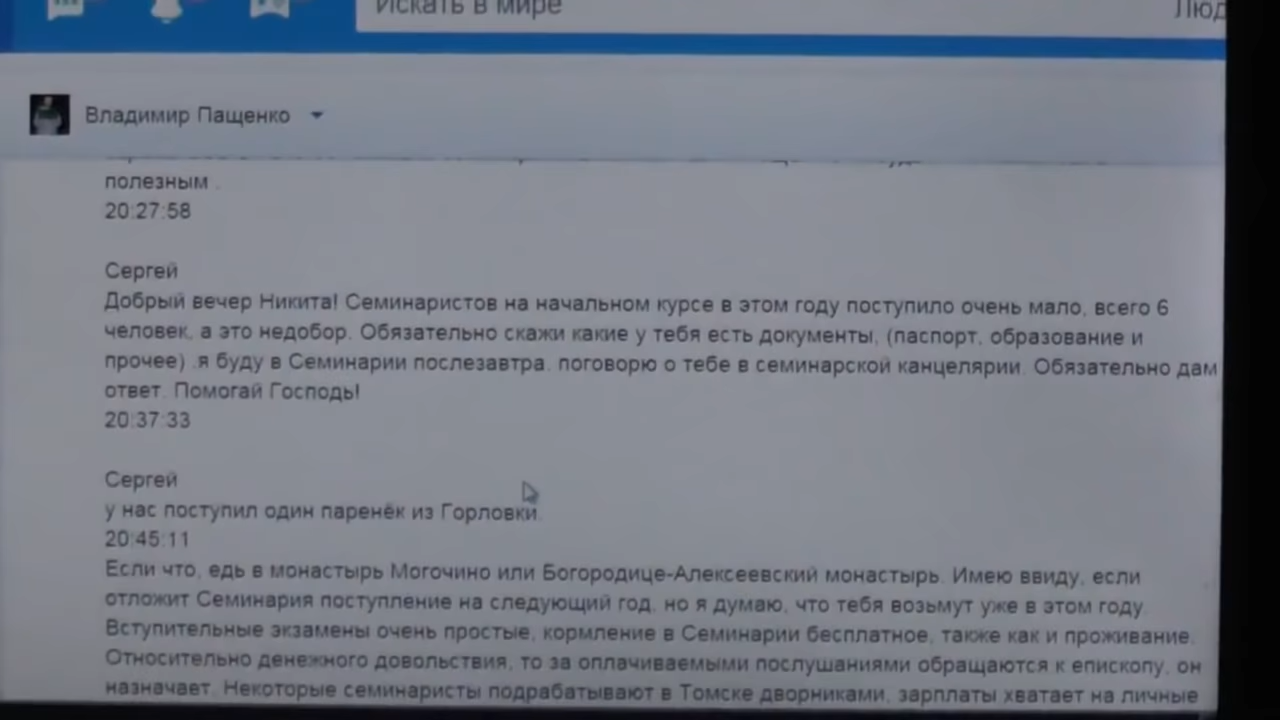 Искать в мире
Владимир Пащенко
полезным .
20:27:58
Сергей
Добрый вечер Никита! Семинаристов на начальном курсе в этом году поступило очень мало, всего 6
человек, а это недобор. Обязательно скажи какие у тебя есть документы, (паспорт, образование и
прочее) .я буду в Семинарии послезавтра, поговорю о тебе в семинарской канцелярии. Обязательно дам
ответ. Помогай Господь!
20:37:33
Сергей
у нас поступил один паренёк из Горловки.
20:45:11
Если что, едь в монастырь Могочино или Богородице-Алексеевский монастырь. Имею ввиду, если
отложит Семинария поступление на следующий год, но я думаю, что тебя возьмут уже в этом году.
Вступительные экзамены очень простые, кормление в Семинарии бесплатное, также как и проживание.
Относительно денежного довольствия, то за оплачиваемыми послушаниями обращаются к епископу, он
назначает. Некоторые семинаристы подрабатывают в Томске дворниками, зарплаты хватает на личные